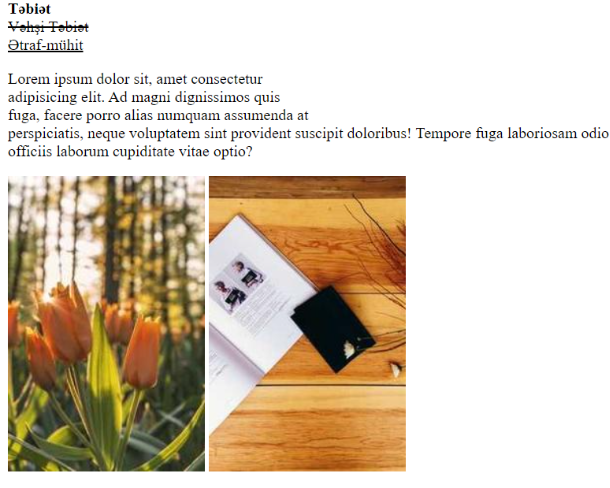 Təbiət
Vəhşi Təbiət
Ətraf-mühit
Lorem ipsum dolor sit, amet consectetur
adipisicing elit. Ad magni dignissimos quis
fuga, facere porro alias numquam assumenda at
perspiciatis, neque voluptatem sint provident suscipit doloribus! Tempore fuga laboriosam odio
officiis laborum cupiditate vitae optio?